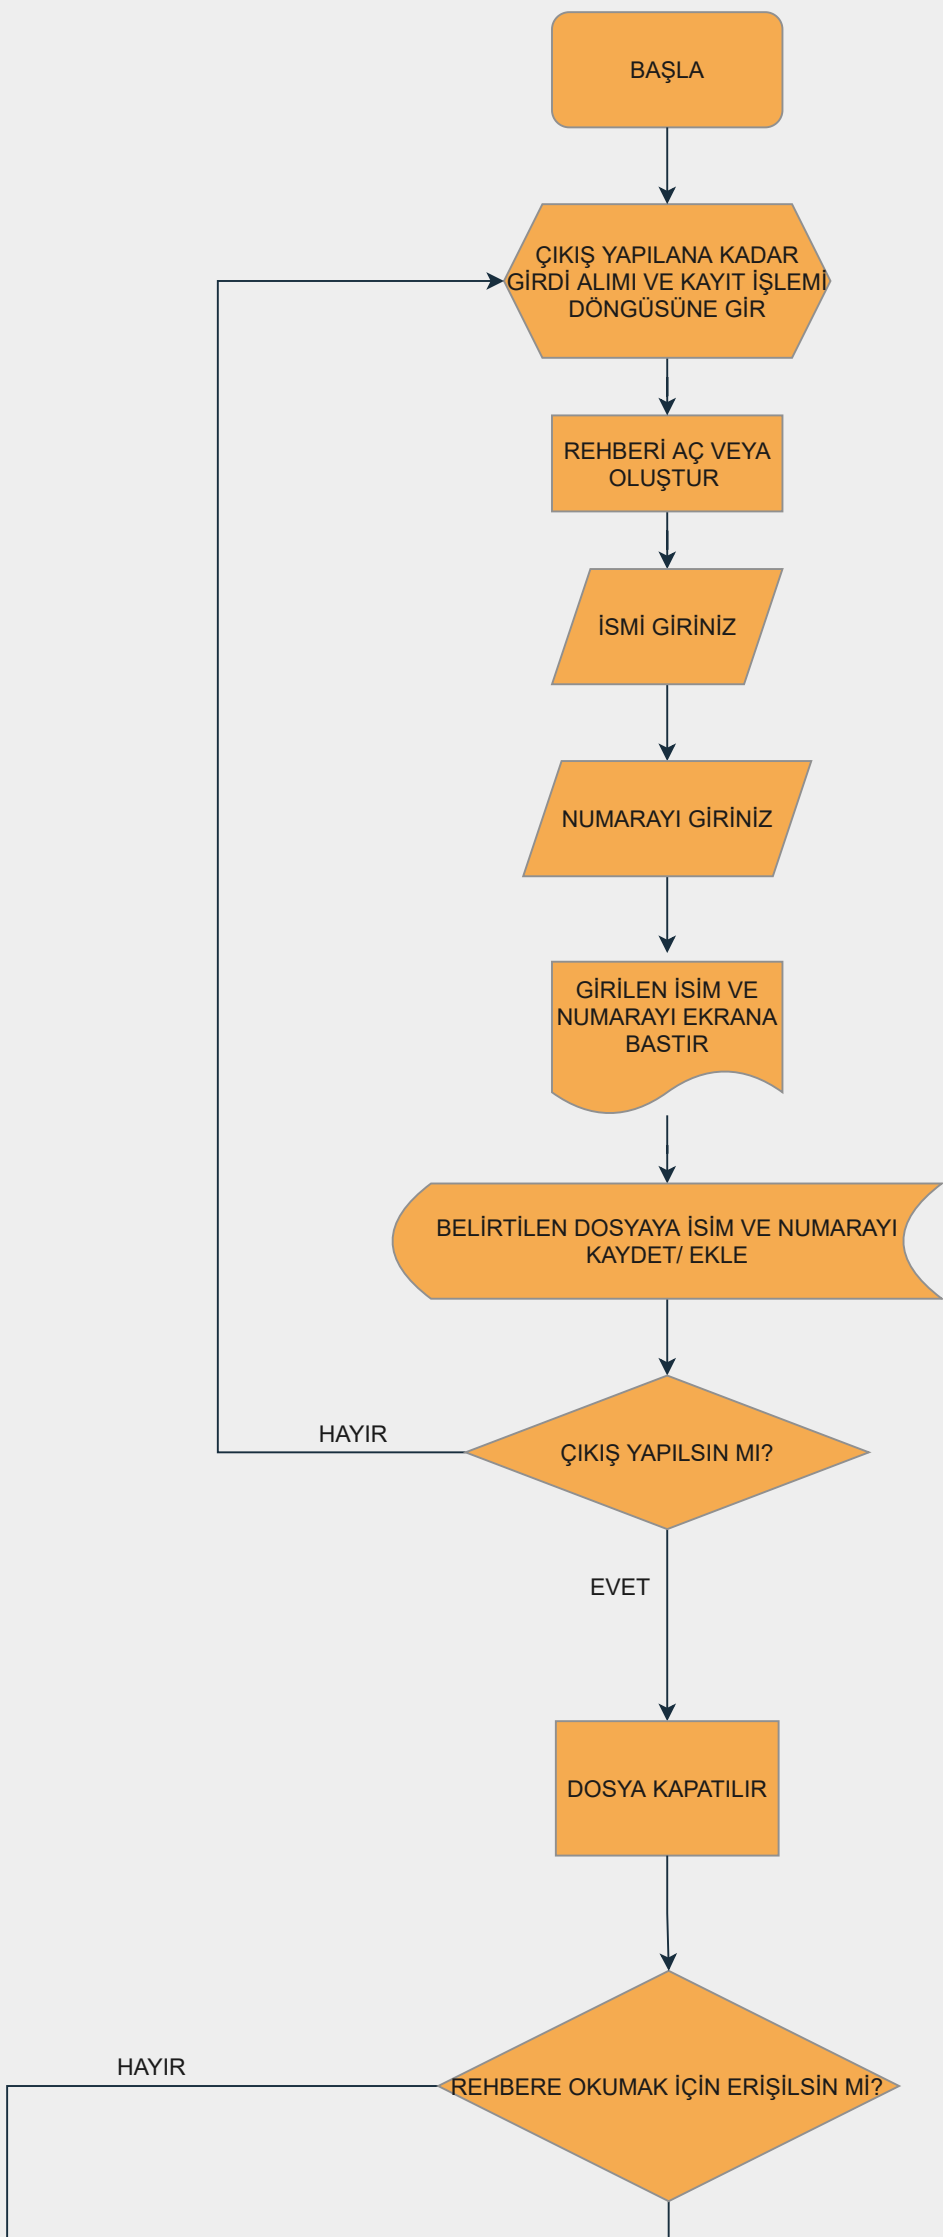 BAŞLA
ÇIKIŞ YAPILANA KADAR
GİRDİ ALIMI VE KAYIT İŞLEMİ
DÖNGÜSÜNE GİR
REHBERİ AÇ VEYA
OLUŞTUR
İSMİ GİRİNİZ
NUMARAYI GİRİNİZ
GİRİLEN İSİM VE
NUMARAYI EKRANA
BASTIR
BELİRTİLEN DOSYAYA İSİM VE NUMARAYI
KAYDET/ EKLE
HAYIR
ÇIKIŞ YAPILSIN MI?
EVET
DOSYA KAPATILIR
HAYIR
REHBERE OKUMAK İÇİN ERİŞİLSİN Mİ?